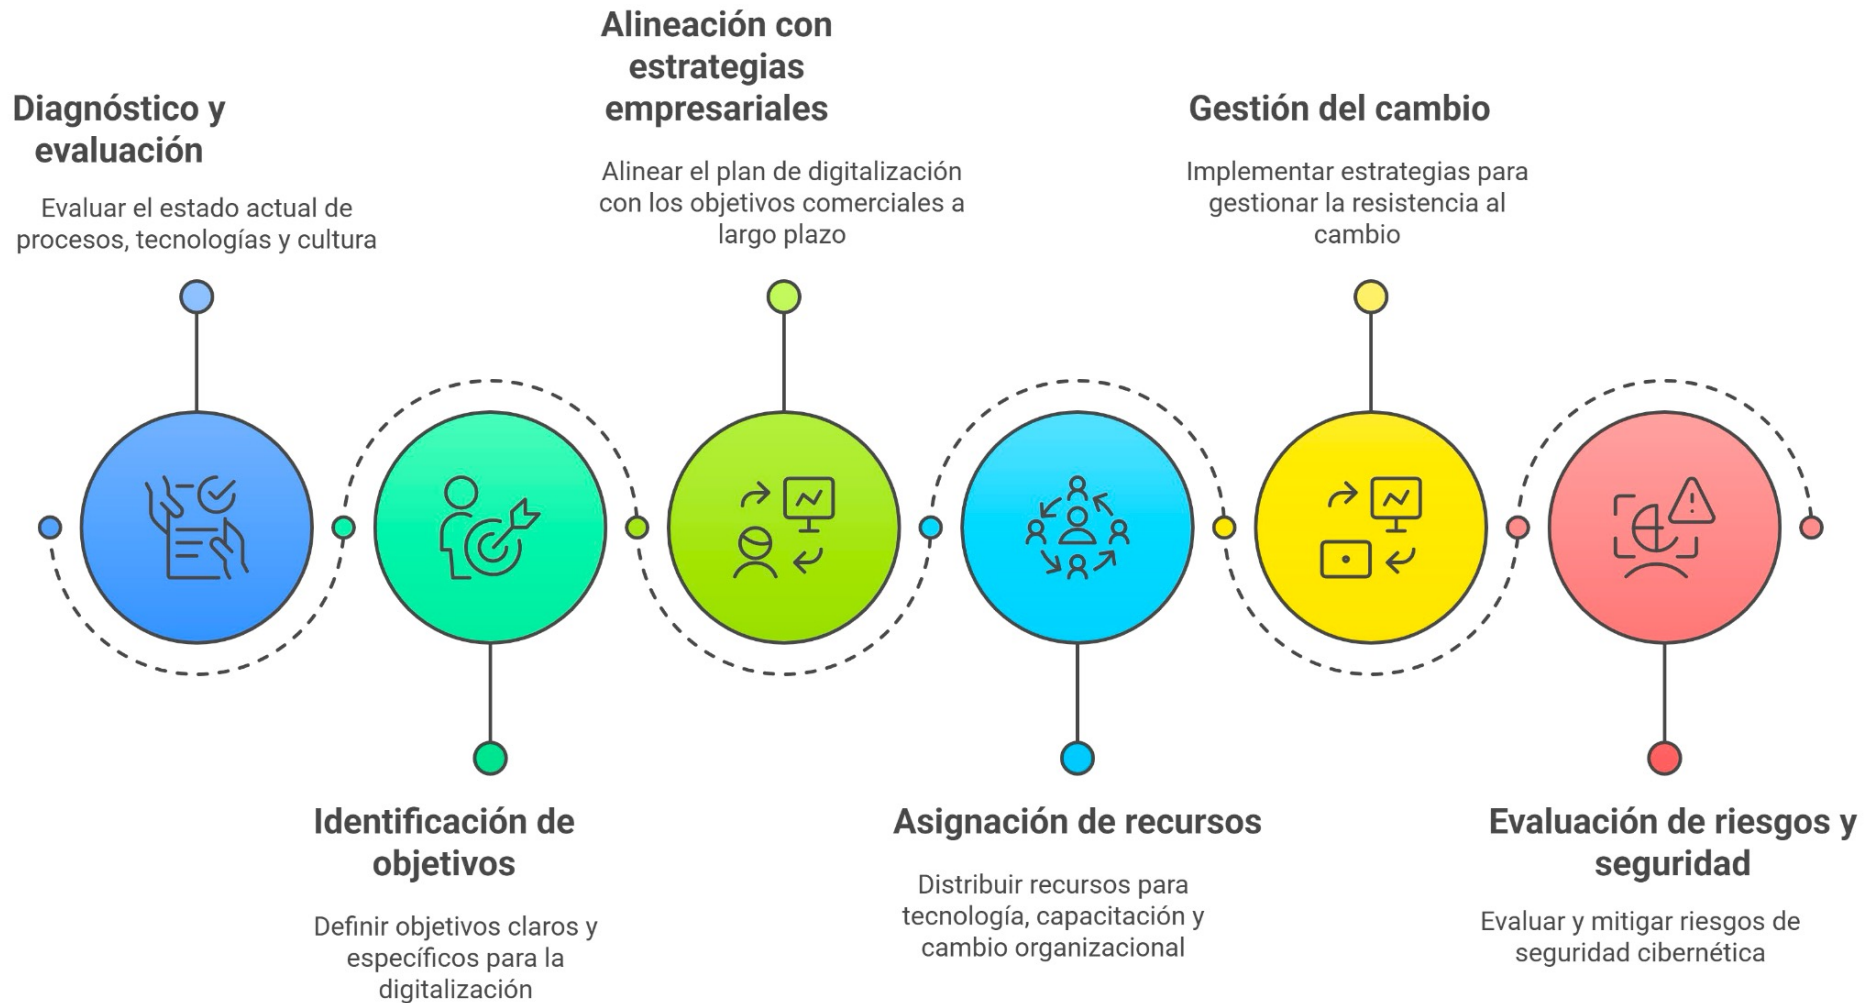 Diagnóstico y
evaluación
Evaluar el estado actual de
procesos, tecnologías y cultura
Identificación de
objetivos
Definir objetivos claros y
específicos para la
digitalización
Alineación con
estrategias
empresariales
Alinear el plan de digitalización
con los objetivos comerciales a
largo plazo
Asignación de recursos
Distribuir recursos para
tecnología, capacitación y
cambio organizacional
Gestión del cambio
Implementar estrategias para
gestionar la resistencia al
cambio
Evaluación de riesgos y
seguridad
Evaluar y mitigar riesgos de
seguridad cibernética